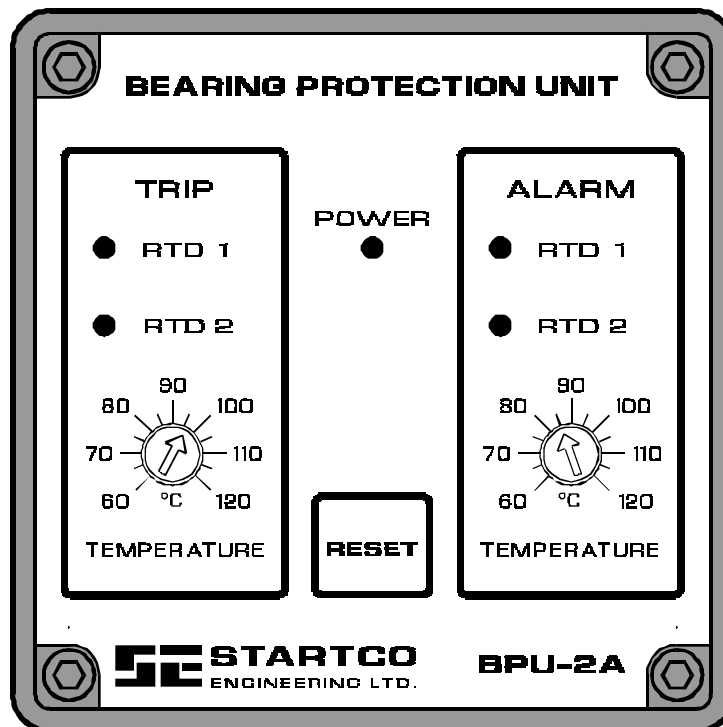 BEARING PROTECTION UNIT
TRIP
RTD 1
RTD 2
90
80 100
70 110
60 °C 120
TEMPERATURE
POWER
RESET
ALARM
RTD 1
RTD 2
90
80 100
70 110
60 °C 120
TEMPERATURE
SE STARTCO
ENGINEERING LTD.
BPU-2A